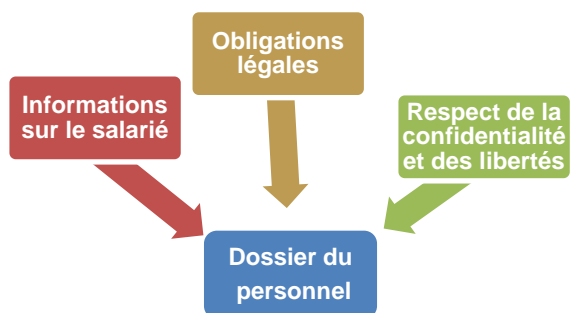 Obligations
légales
Informations
sur le salarié
Respect de la
confidentialité
et des libertés
Dossier du
personnel